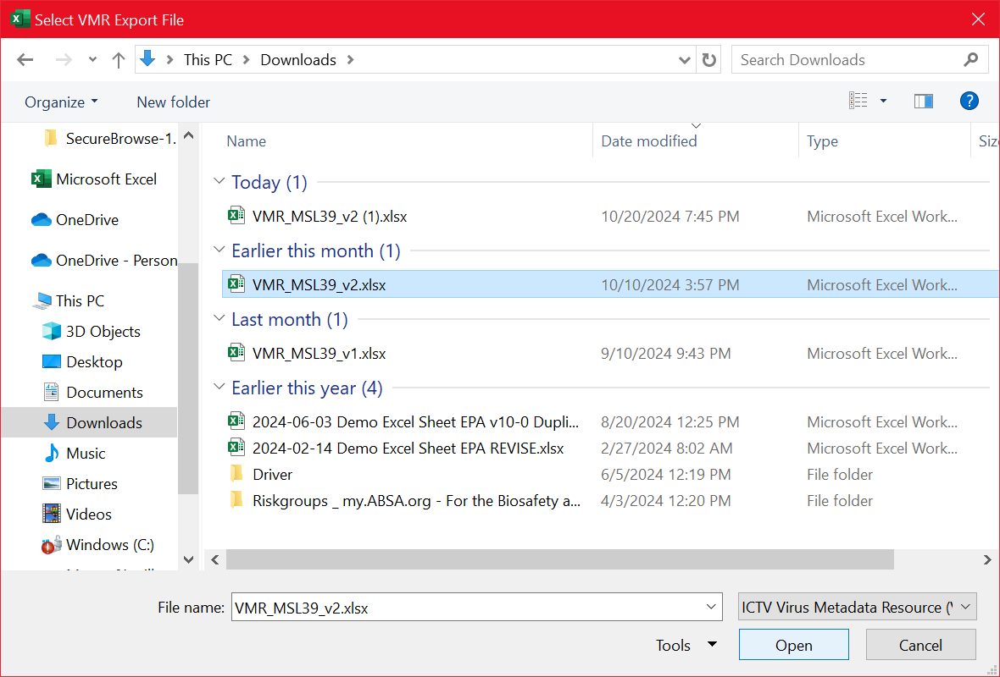 Select VMR Export File
This PC > Downloads >
Search Downloads
Organize
New folder
?
SecureBrowse-1.
Microsoft Excel
OneDrive
OneDrive - Person
This PC
3D Objects
Desktop
Documents
Downloads
Music
Pictures
Videos
Windows (C:)
Name Date modified Type Siz
Today (1)
VMR_MSL39_v2 (1).xlsx 10/20/2024 7:45 PM Microsoft Excel Work...
Earlier this month (1)
VMR_MSL39_v2.xlsx 10/10/2024 3:57 PM Microsoft Excel Work...
Last month (1)
VMR_MSL39_v1.xlsx 9/10/2024 9:43 PM Microsoft Excel Work...
Earlier this year (4)
2024-06-03 Demo Excel Sheet EPA v10-0 Dupli... 8/20/2024 12:25 PM Microsoft Excel Work...
2024-02-14 Demo Excel Sheet EPA REVISE.xlsx 2/27/2024 8:02 AM Microsoft Excel Work...
Driver 6/5/2024 12:19 PM File folder
Riskgroups _ my.ABSA.org - For the Biosafety a... 4/3/2024 12:20 PM File folder
File name: VMR_MSL39_v2.xlsx
ICTV Virus Metadata Resource (
Tools
Open
Cancel